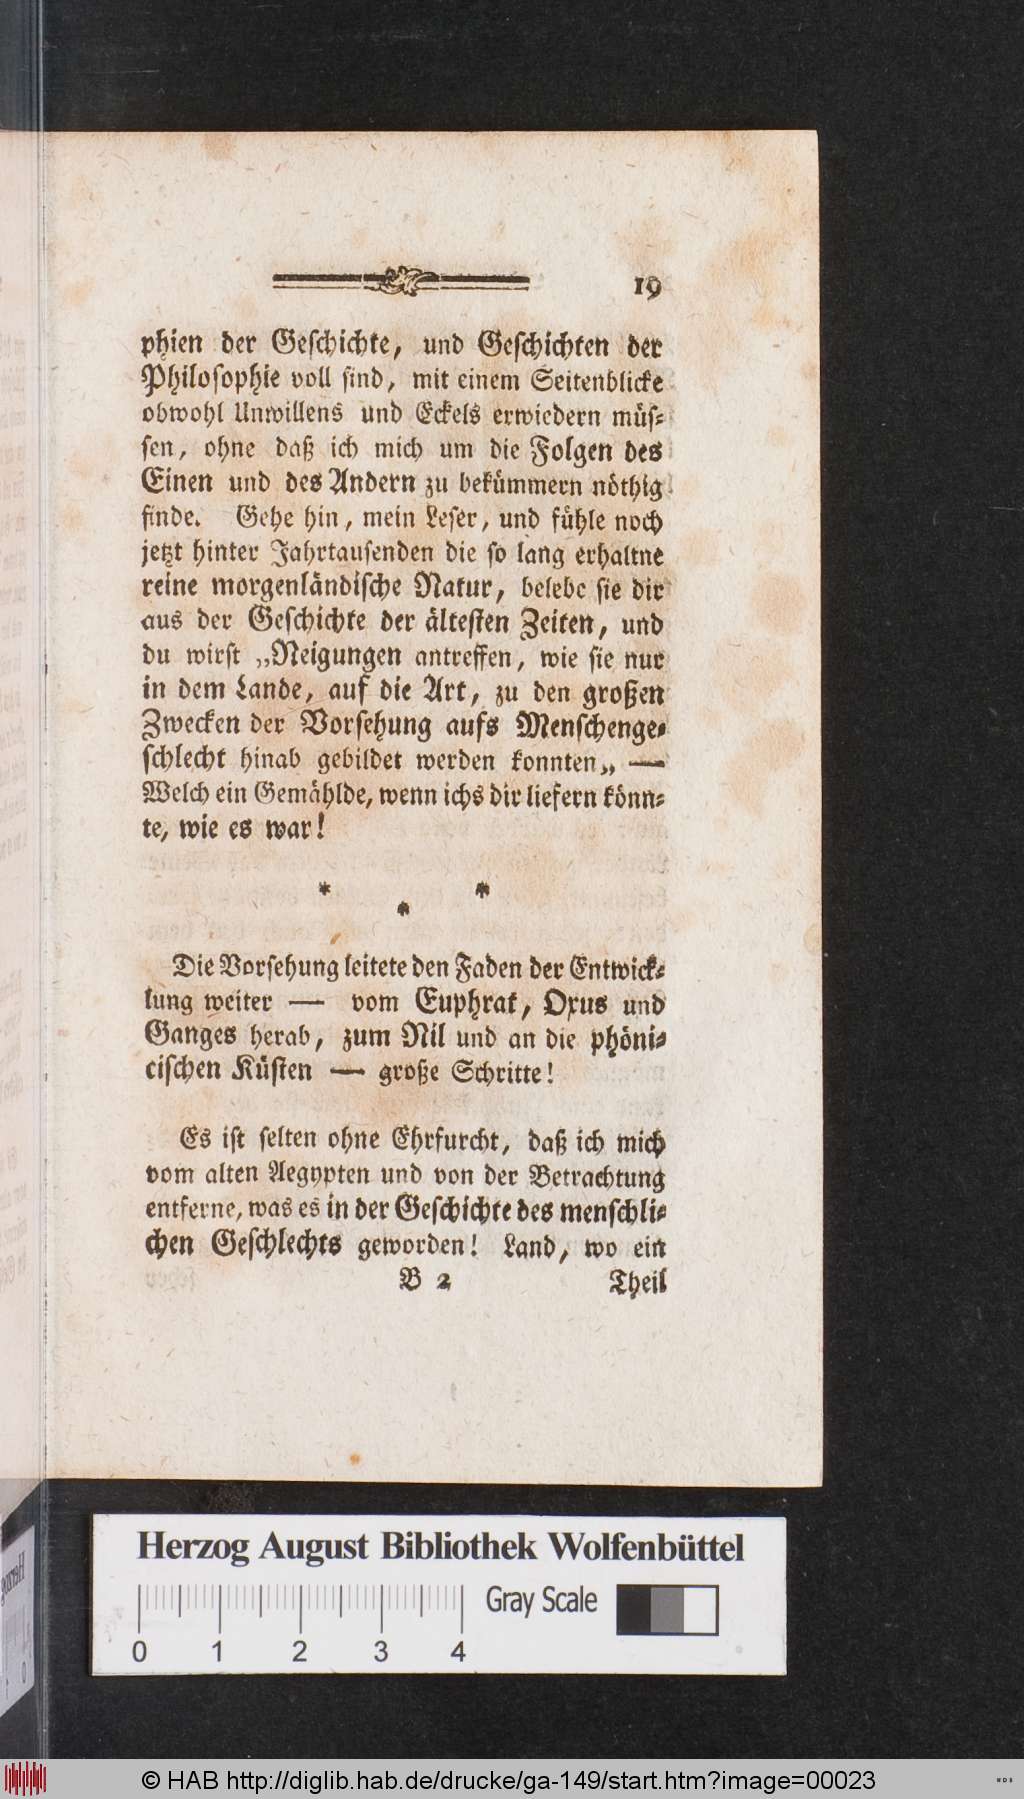 19
phien der Geschichte, und Geschichten der
Philosophie voll sind, mit einem Seitenblicke
obwohl Unwillens und Eckels erwiedern müs-
sen, ohne daß ich mich um die Folgen des
Einen und des Andern zu bekümmern nöthig
finde. Gehe hin, mein Leser, und fühle noch
jetzt hinter Jahrtausenden die so lang erhaltne
reine morgenländische Natur, belebe sie dir
aus der Geschichte der ältesten Zeiten, und
du wirst „Neigungen antreffen, wie sie nur
in dem Lande, auf die Art, zu den großen
Zwecken der Vorsehung aufs Menschenge-
schlecht hinab gebildet werden konnten„ —
Welch ein Gemählde, wenn ichs dir liefern könn-
te, wie es war!
* * *
Die Vorsehung leitete den Faden der Entwick-
lung weiter — vom Euphrat, Oxus und
Ganges herab, zum Nil und an die phöni-
cischen Küsten — große Schritte!
Es ist selten ohne Ehrfurcht, daß ich mich
vom alten Aegypten und von der Betrachtung
entferne, was es in der Geschichte des menschli-
chen Geschlechts geworden! Land, wo ein
B 2 Theil
Herzog August Bibliothek Wolfenbüttel
Gray Scale
0 1 2 3 4
© HAB http://diglib.hab.de/drucke/ga-149/start.htm?image=00023